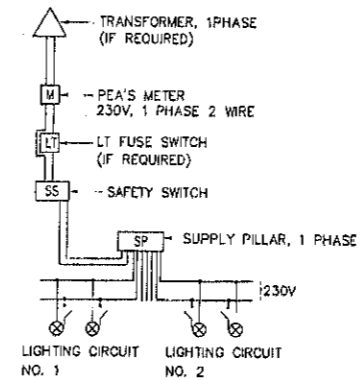 TRANSFORMER, 1PHASE
(IF REQUIRED)
M
PEA'S METER
230V, 1 PHASE 2 WIRE
LT
LT FUSE SWITCH
(IF REQUIRED)
SS
SAFETY SWITCH
SP
SUPPLY PILLAR, 1 PHASE
230V
LIGHTING CIRCUIT
NO. 1
LIGHTING CIRCUIT
NO. 2